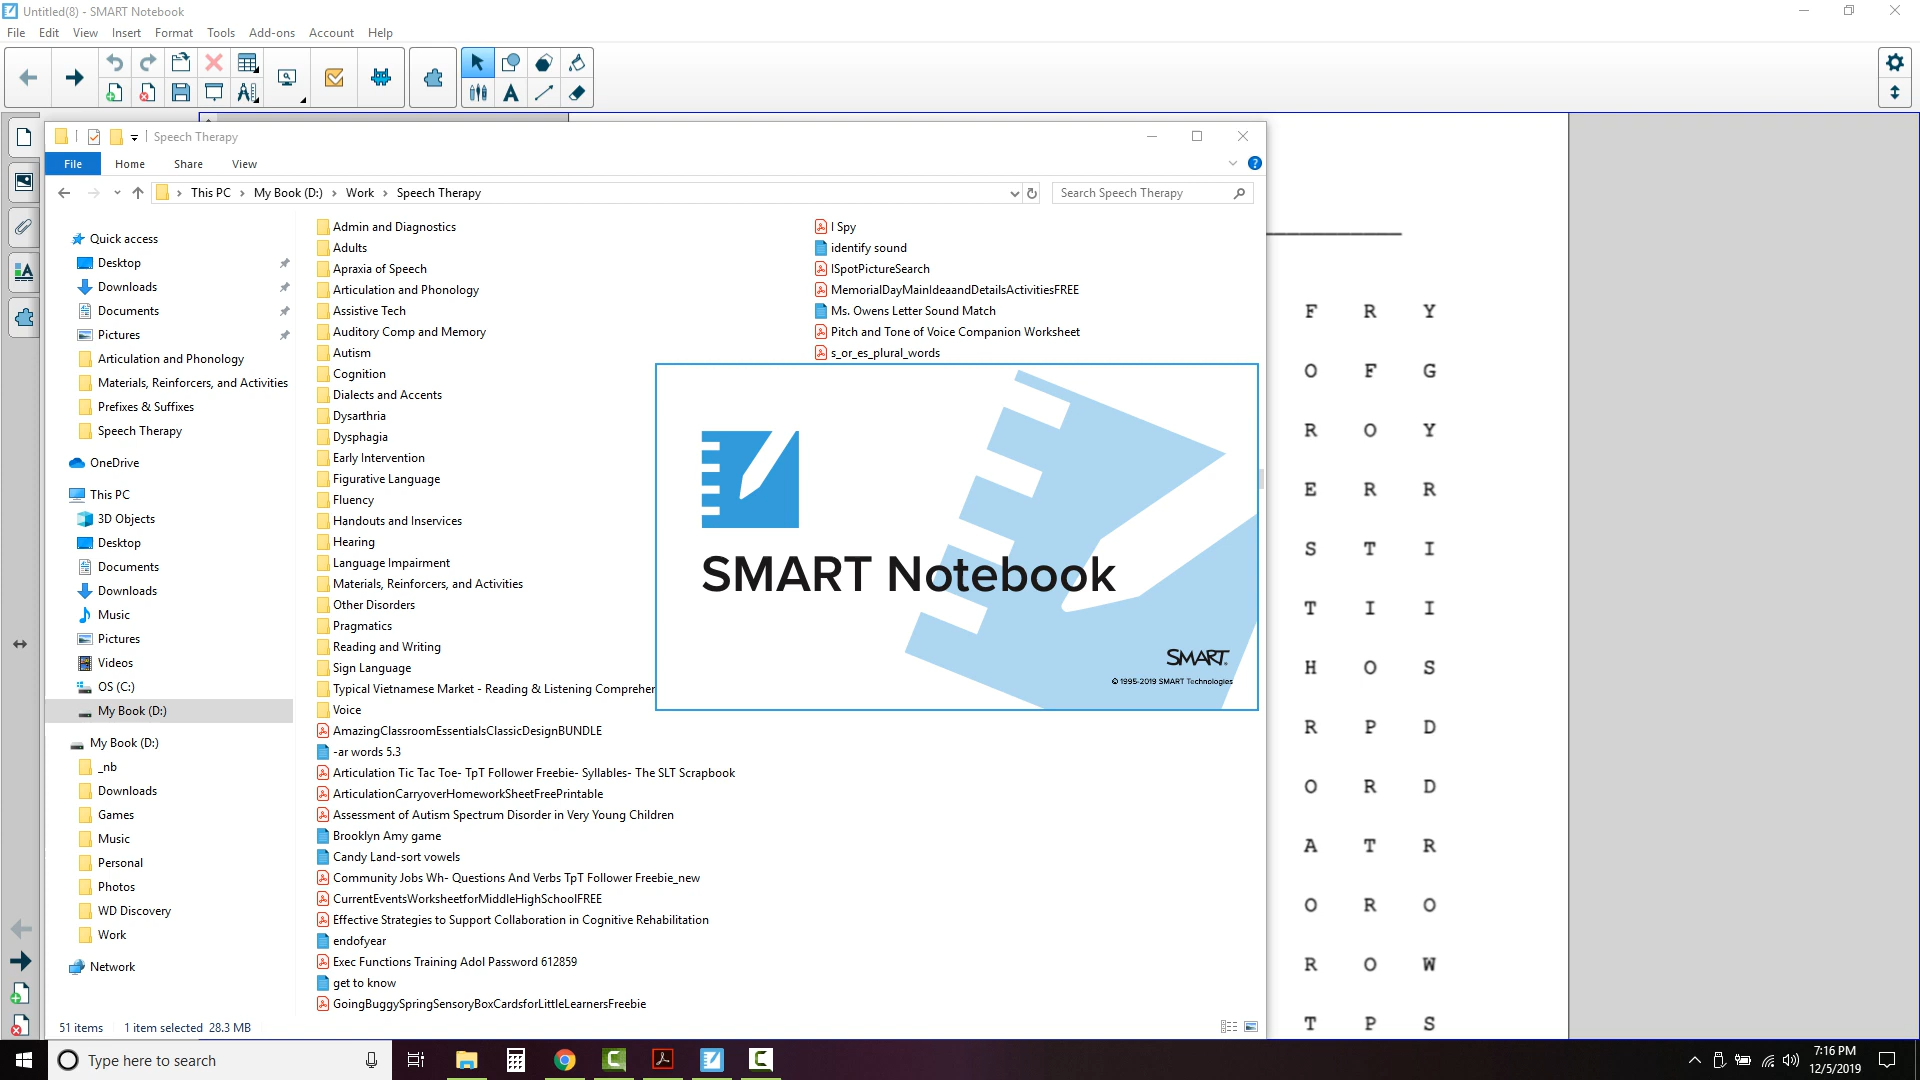 Untitled(8) - SMART Notebook
File Edit View Insert Format Tools Add-ons Account Help
Speech Therapy
File Home Share View
This PC My Book (D:) Work Speech Therapy
Search Speech Therapy
Quick access
Desktop
Downloads
Documents
Pictures
Articulation and Phonology
Materials, Reinforcers, and Activities
Prefixes & Suffixes
Speech Therapy
OneDrive
This PC
3D Objects
Desktop
Documents
Downloads
Music
Pictures
Videos
OS (C:)
My Book (D:)
My Book (D:)
_nb
Downloads
Games
Music
Personal
Photos
WD Discovery
Work
Network
Admin and Diagnostics
Adults
Apraxia of Speech
Articulation and Phonology
Assistive Tech
Auditory Comp and Memory
Autism
Cognition
Dialects and Accents
Dysarthria
Dysphagia
Early Intervention
Figurative Language
Fluency
Handouts and Inservices
Hearing
Language Impairment
Materials, Reinforcers, and Activities
Other Disorders
Pragmatics
Reading and Writing
Sign Language
Typical Vietnamese Market - Reading & Listening Compreher
Voice
AmazingClassroomEssentialsClassicDesignBUNDLE
-ar words 5.3
Articulation Tic Tac Toe- TpT Follower Freebie- Syllables- The SLT Scrapbook
ArticulationCarryoverHomeworkSheetFreePrintable
Assessment of Autism Spectrum Disorder in Very Young Children
Brooklyn Amy game
Candy Land-sort vowels
Community Jobs Wh- Questions And Verbs TpT Follower Freebie_new
CurrentEventsWorksheetforMiddleHighSchoolFREE
Effective Strategies to Support Collaboration in Cognitive Rehabilitation
endofyear
Exec Functions Training Adol Password 612859
get to know
GoingBuggySpringSensoryBoxCardsforLittleLearnersFreebie
I Spy
identify sound
ISpotPictureSearch
MemorialDayMainIdeaandDetailsActivitiesFREE
Ms. Owens Letter Sound Match
Pitch and Tone of Voice Companion Worksheet
s_or_es_plural_words
SMART Notebook
SMART
© 1995-2019 SMART Technologies
F R Y
O F G
R O Y
E R R
S T I
T I I
H O S
R P D
O R D
A T R
O R O
R O W
T P S
51 items 1 item selected 28.3 MB
Type here to search
7:16 PM
12/5/2019